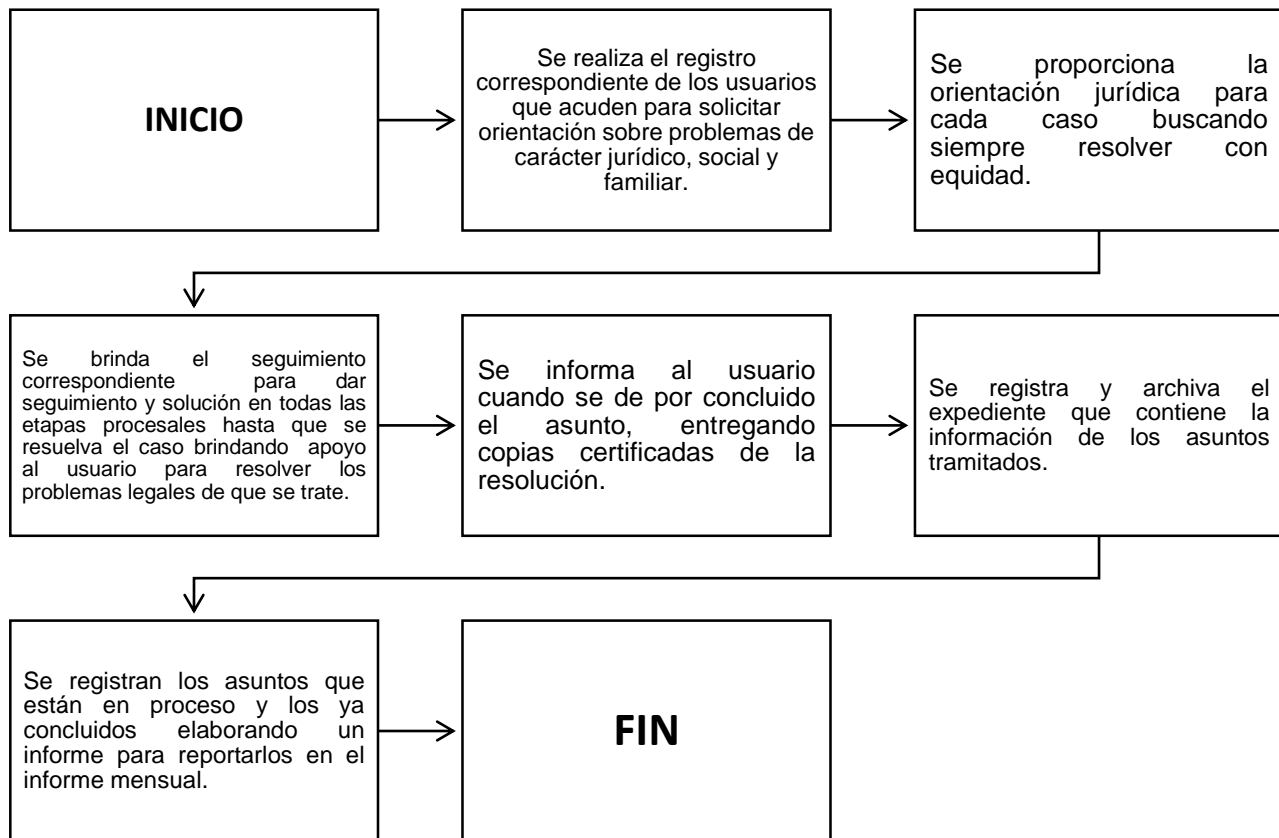 INICIO
Se realiza el registro
correspondiente de los usuarios
que acuden para solicitar
orientación sobre problemas de
carácter jurídico, social y
familiar.
Se proporciona la
orientación jurídica para
cada caso buscando
siempre resolver con
equidad.
Se brinda el seguimiento
correspondiente para dar
seguimiento y solución en todas las
etapas procesales hasta que se
resuelva el caso brindando apoyo
al usuario para resolver los
problemas legales de que se trate.
Se informa al usuario
cuando se de por concluido
el asunto, entregando
copias certificadas de la
resolución.
Se registra y archiva el
expediente que contiene la
información de los asuntos
tramitados.
Se registran los asuntos que
están en proceso y los ya
concluidos elaborando un
informe para reportarlos en el
informe mensual.
FIN